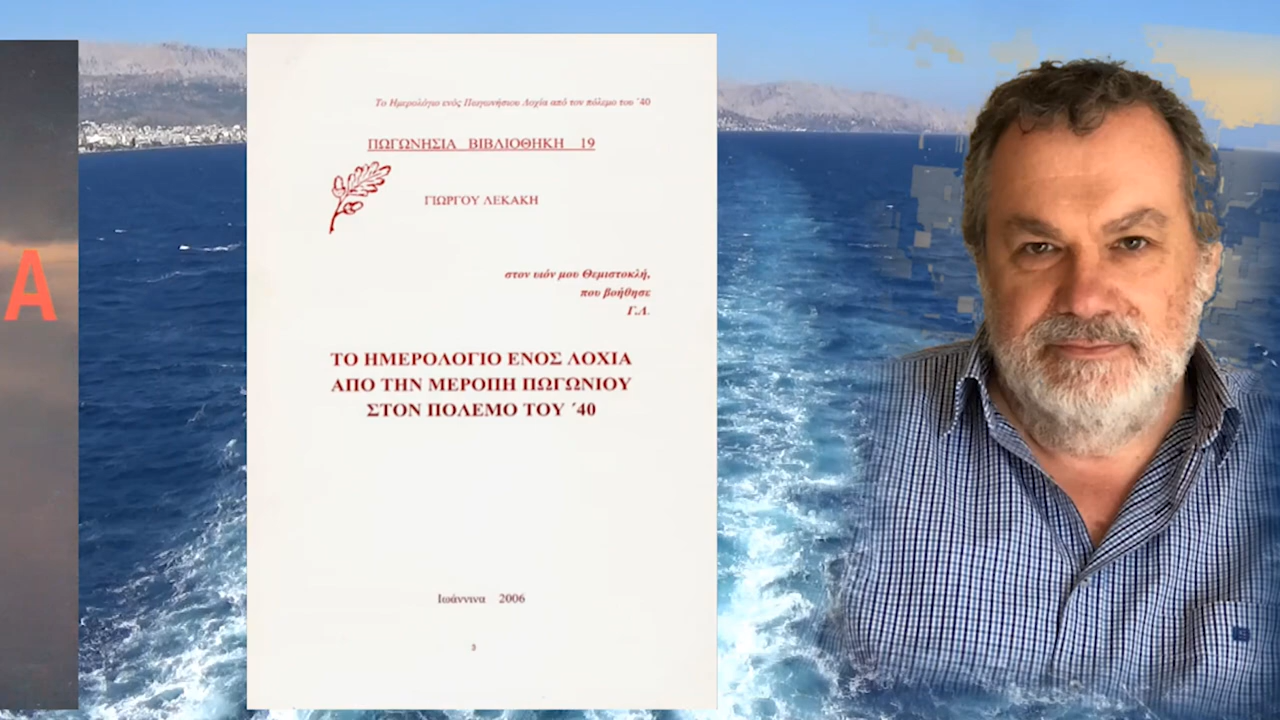 Α
Το Ημερολόγιο ενός Πωγωνήσιου Λοχία από τον πόλεμο του ΄40
ΠΩΓΩΝΗΣΙΑ ΒΙΒΛΙΟΘΗΚΗ 19
ΓΙΩΡΓΟΥ ΛΕΚΑΚΗ
στον υιόν μου Θεμιστοκλή,
που βοήθησε
Γ.Λ.
ΤΟ ΗΜΕΡΟΛΟΓΙΟ ΕΝΟΣ ΛΟΧΙΑ
ΑΠΟ ΤΗΝ ΜΕΡΟΠΗ ΠΩΓΩΝΙΟΥ
ΣΤΟΝ ΠΟΛΕΜΟ ΤΟΥ ΄40
Ιωάννινα 2006
3